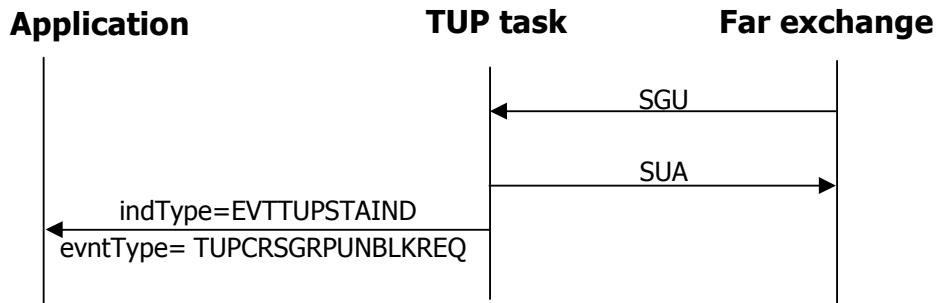 Application TUP task Far exchange
SGU
SUA
indType=EVTTUPSTAIND
evntType= TUPCRSGRPUNBLKREQ